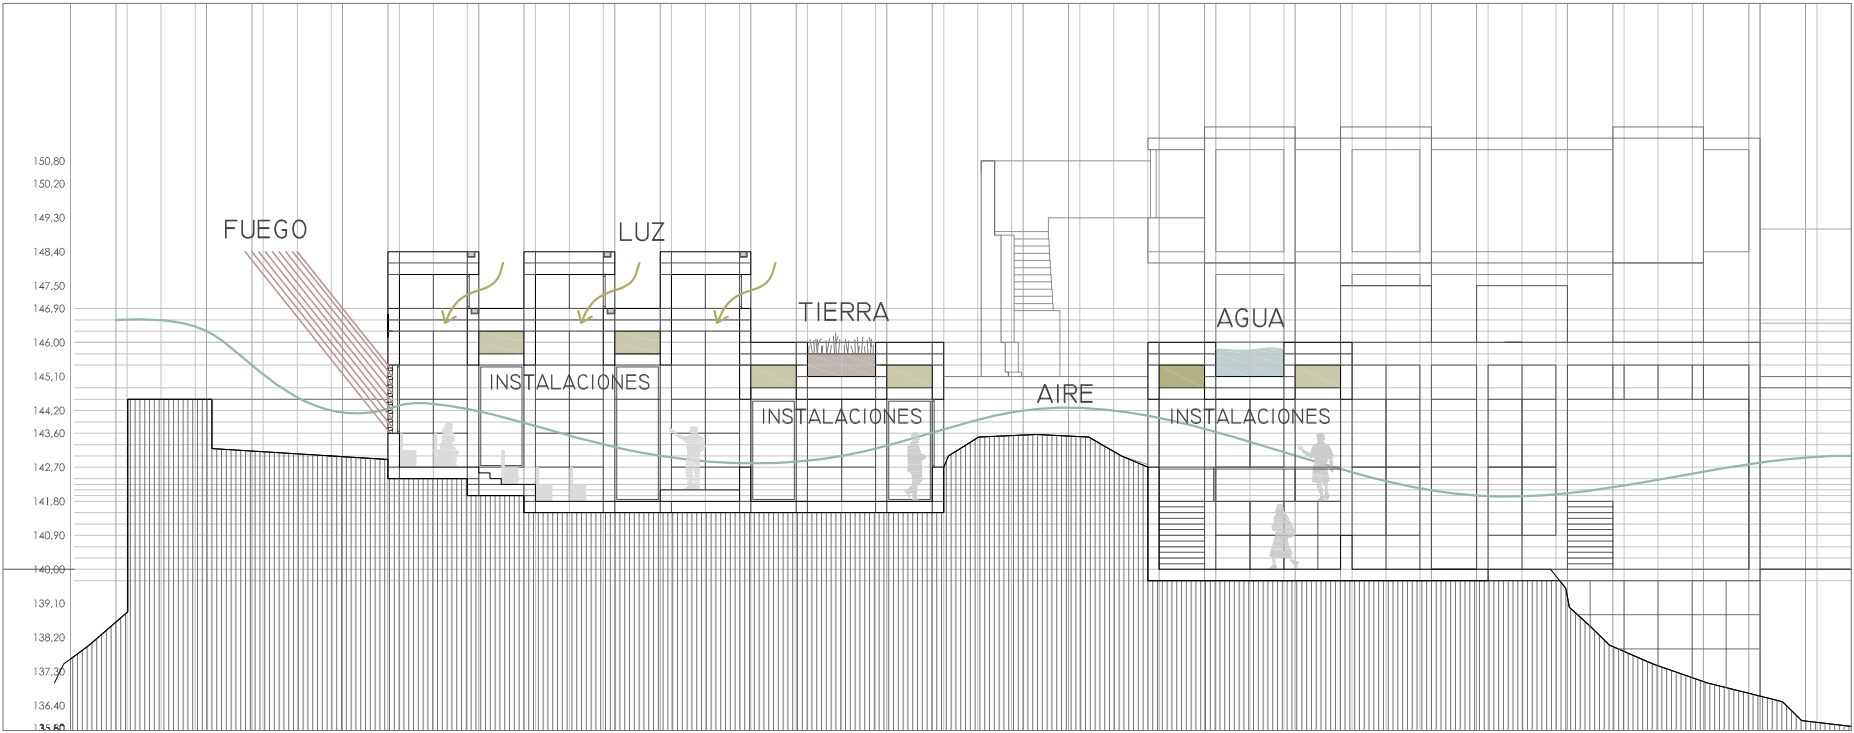 FUEGO
LUZ
TIERRA
AGUA
AIRE
INSTALACIONES
INSTALACIONES
INSTALACIONES
150,80
150,20
149,30
148,40
147,50
146,90
146,00
145,10
144,20
143,60
142,70
141,80
140,90
140,00
139,10
138,20
137,30
136,40